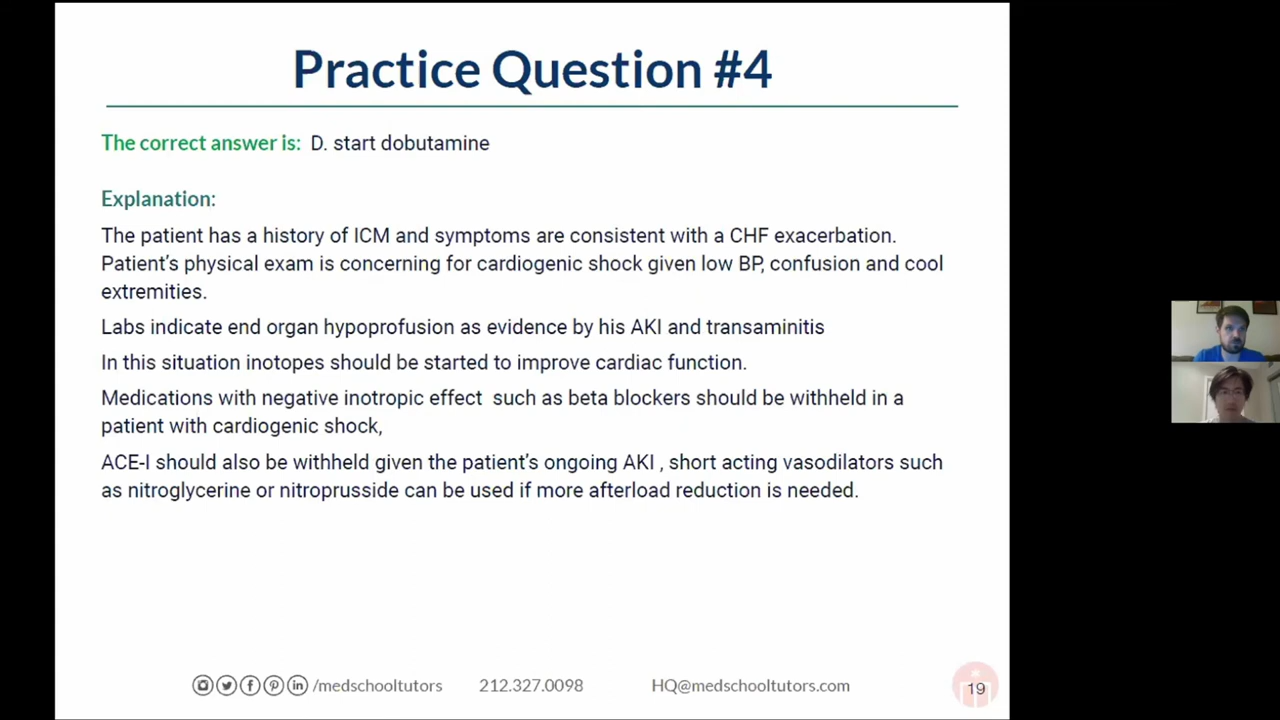 Practice Question #4
The correct answer is: D. start dobutamine
Explanation:
The patient has a history of ICM and symptoms are consistent with a CHF exacerbation.
Patient's physical exam is concerning for cardiogenic shock given low BP, confusion and cool
extremities.
Labs indicate end organ hypoprofusion as evidence by his AKI and transaminitis
In this situation inotopes should be started to improve cardiac function.
Medications with negative inotropic effect such as beta blockers should be withheld in a
patient with cardiogenic shock,
ACE-I should also be withheld given the patient's ongoing AKI , short acting vasodilators such
as nitroglycerine or nitroprusside can be used if more afterload reduction is needed.
/medschooltutors 212.327.0098 HQ@medschooltutors.com 19